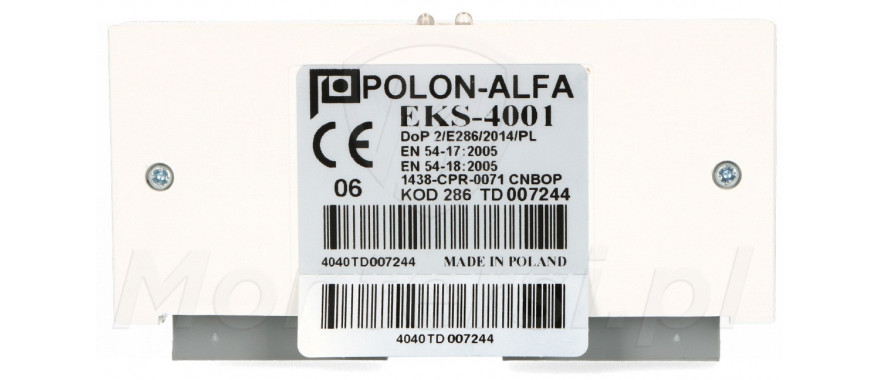 POLON-ALFA
EKS-4001
DoP 2/E286/2014/PL
EN 54-17:2005
EN 54-18:2005
1438-CPR-0071 CNBOP
06
KOD 286 TD 007244
4040TD007244 MADE IN POLAND
4040TD 007244